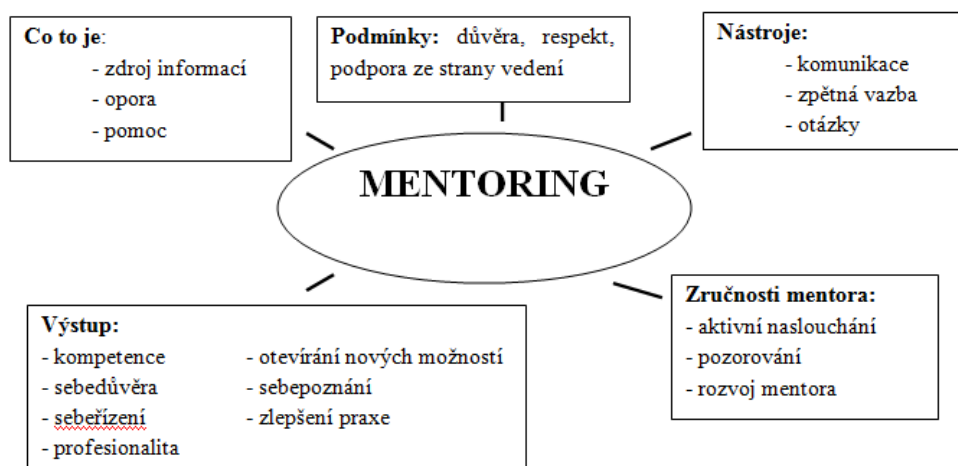 Co to je:
- zdroj informací
- opora
- pomoc
Podmínky: důvěra, respekt,
podpora ze strany vedení
Nástroje:
- komunikace
- zpětná vazba
- otázky
MENTORING
Výstup:
- kompetence - otevírání nových možností
- sebedůvěra - sebepoznání
- sebeřízení - zlepšení praxe
- profesionalita
Zručnosti mentora:
- aktivní naslouchání
- pozorování
- rozvoj mentora